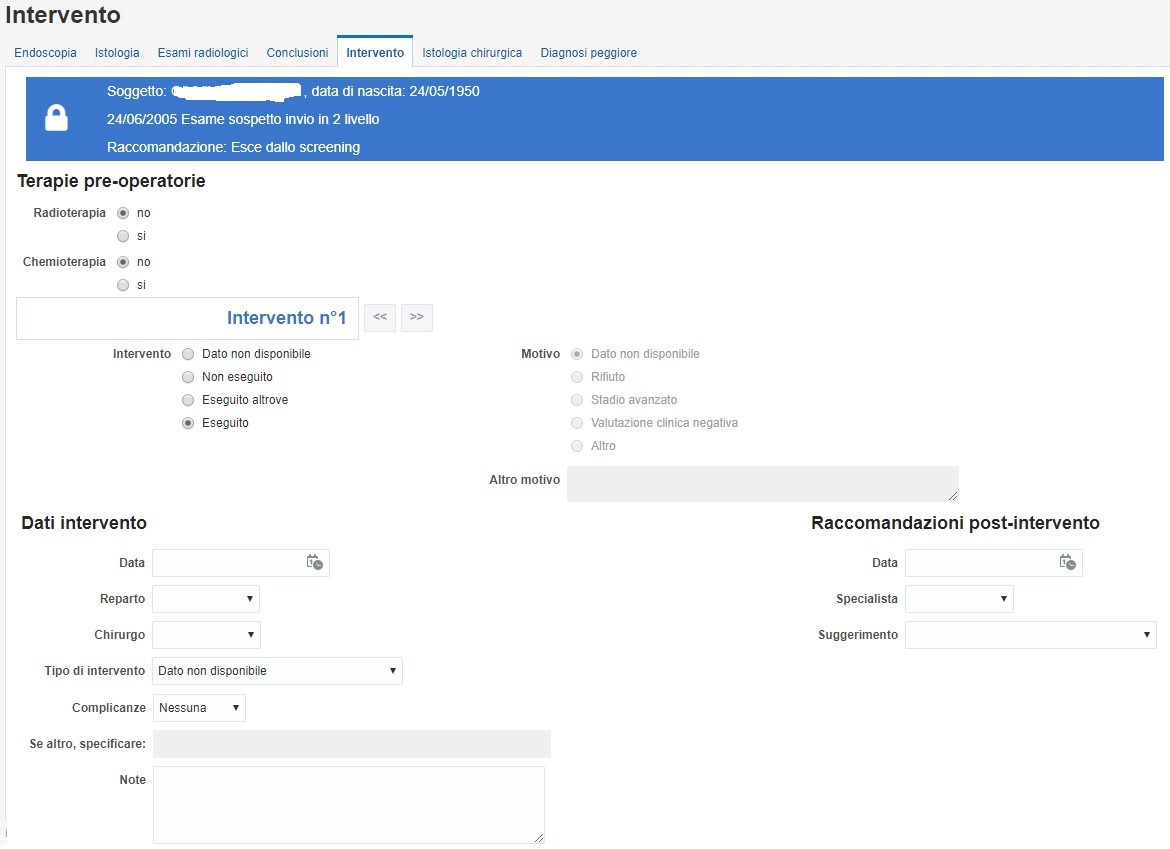 Intervento
Endoscopia Istologia Esami radiologici Conclusioni Intervento Istologia chirurgica Diagnosi peggiore
Soggetto: , data di nascita: 24/05/1950
24/06/2005 Esame sospetto invio in 2 livello
Raccomandazione: Esce dallo screening
Terapie pre-operatorie
Radioterapia no
si
Chemioterapia no
si
Intervento n°1 << >>
Intervento Dato non disponibile Motivo Dato non disponibile
Non eseguito Rifiuto
Eseguito altrove Stadio avanzato
Eseguito Valutazione clinica negativa
Altro
Altro motivo
Dati intervento Raccomandazioni post-intervento
Data Data
Reparto Specialista
Chirurgo Suggerimento
Tipo di intervento Dato non disponibile
Complicanze Nessuna
Se altro, specificare:
Note